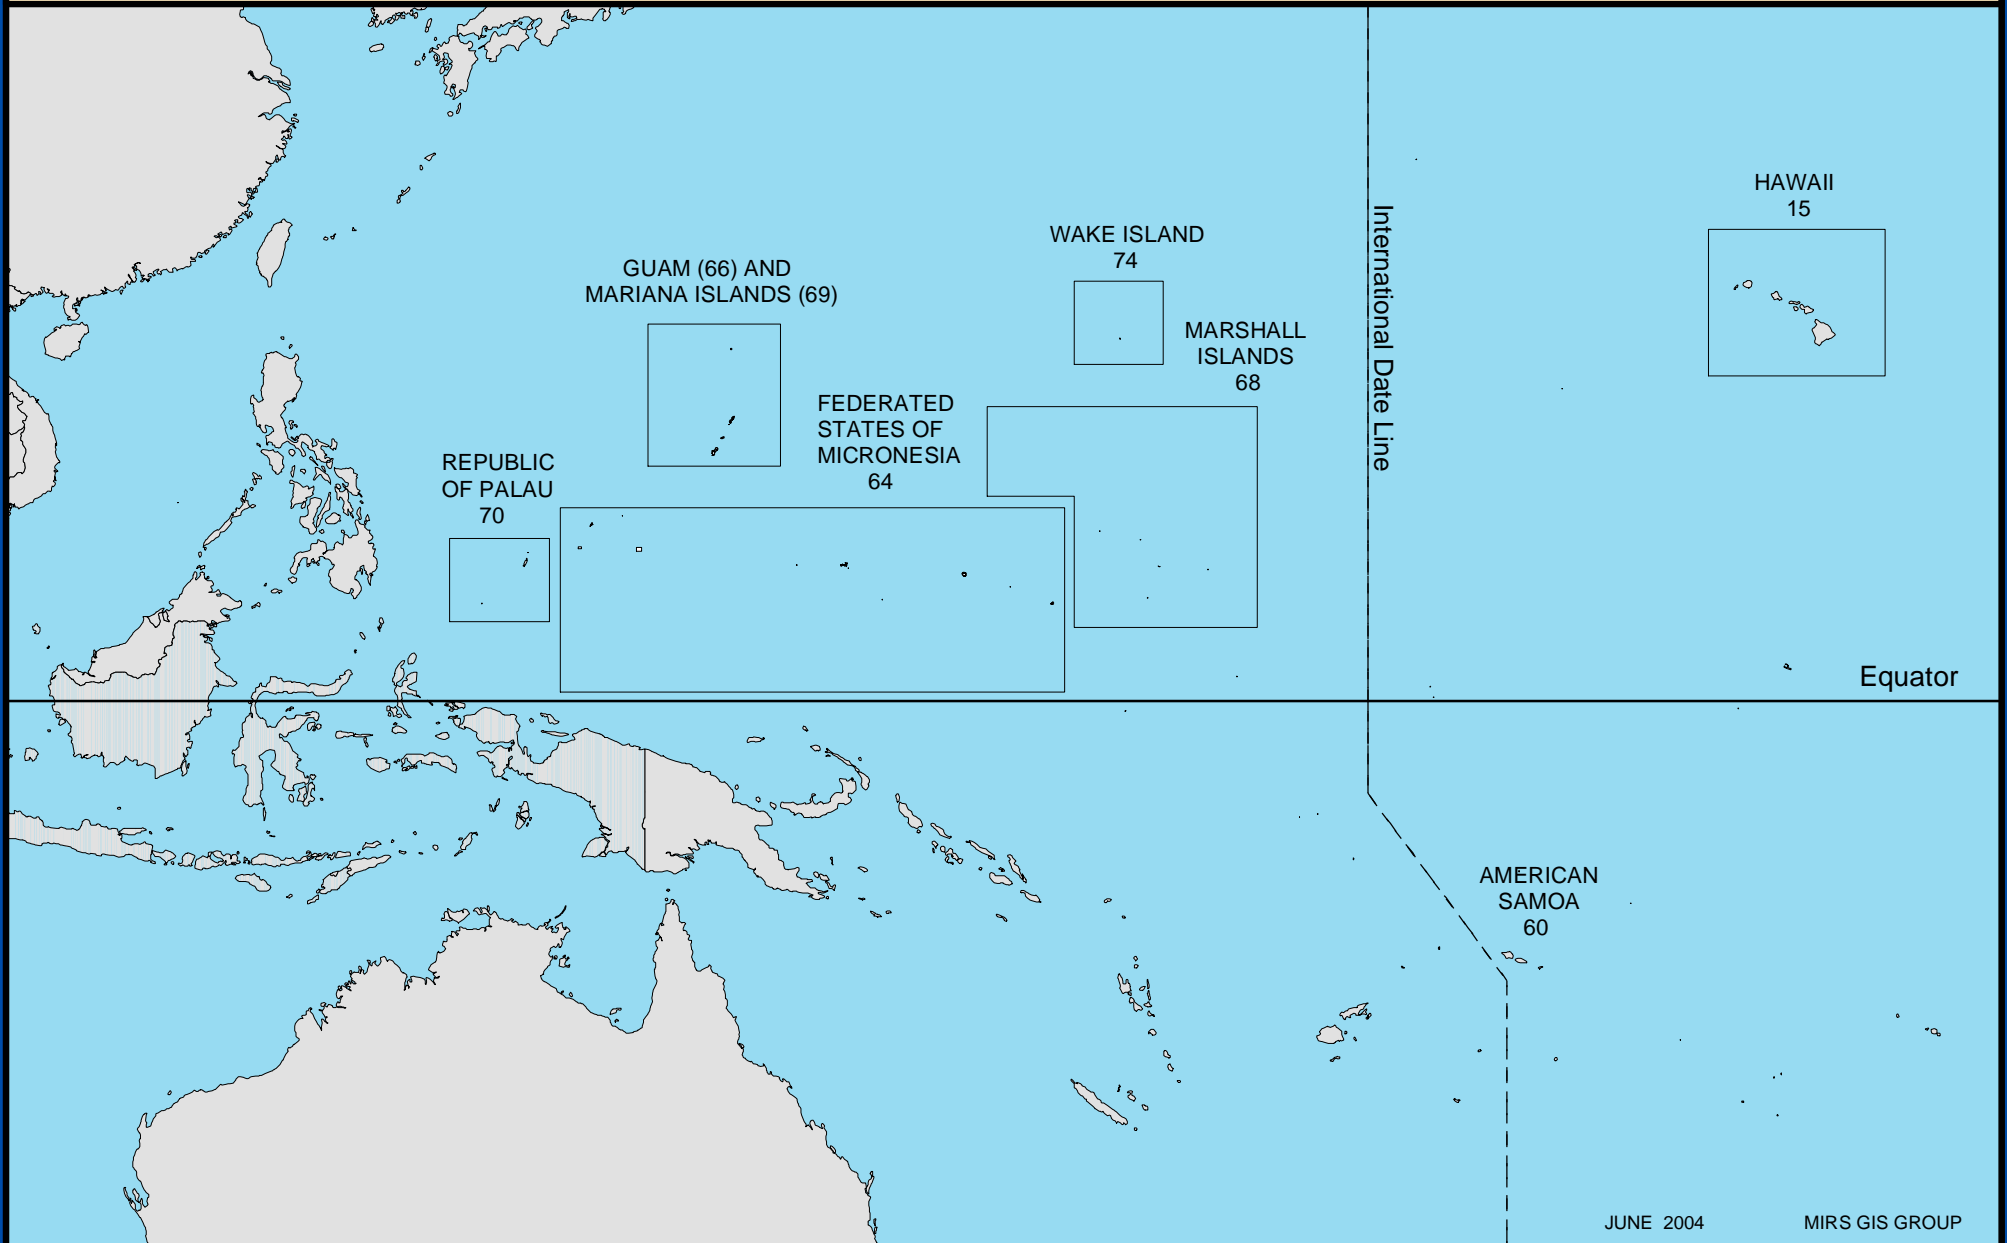 HAWAII
15
WAKE ISLAND
74
GUAM (66) AND
MARIANA ISLANDS (69)
MARSHALL
ISLANDS
68
International Date Line
FEDERATED
STATES OF
MICRONESIA
64
REPUBLIC
OF PALAU
70
Equator
AMERICAN
SAMOA
60
JUNE 2004 MIRS GIS GROUP